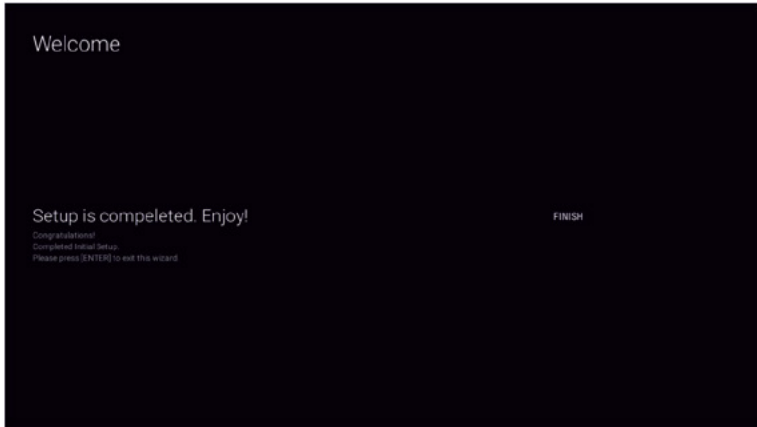 Welcome
Setup is compeleted. Enjoy!
FINISH
Congratulations!
Completed Initial Setup.
Please press [ENTER] to exit this wizard.